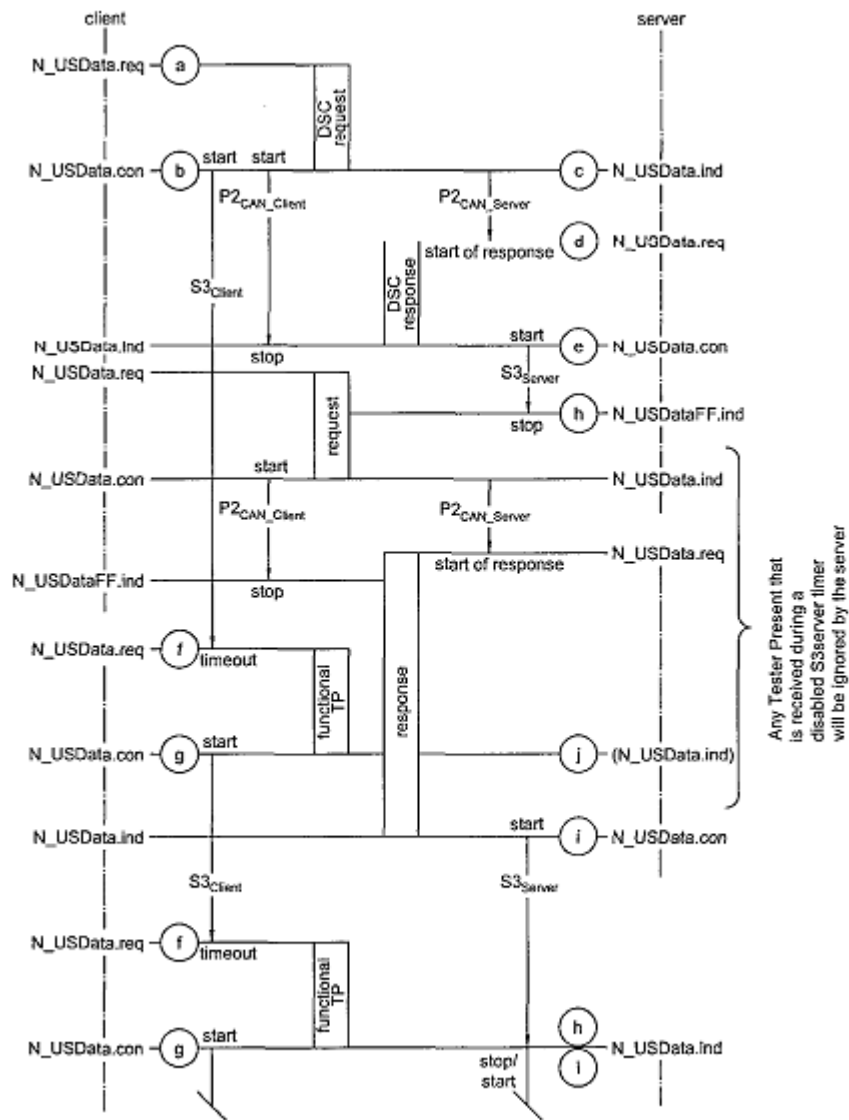 client
server
N_USData.req a
DSC request
N_USData.con b start start c N_USData.ind
P2CAN_Client
P2CAN_Server
d N_USData.req
start of response
S3Client
DSC response
N_USData.ind start e N_USData.con
stop
N_USData.req
S3Server
request
h N_USDataFF.ind
stop
N_USData.con start N_USData.ind
P2CAN_Client
P2CAN_Server
N_USData.req
start of response
N_USDataFF.ind
stop
Any Tester Present that
is received during a
disabled S3server timer
will be ignored by the server
N_USData.req f timeout
functional TP
response
N_USData.con g start j (N_USData.ind)
N_USData.ind start i N_USData.con
S3Client
S3Server
N_USData.req f timeout
functional TP
h
N_USData.con g start N_USData.ind
i
stop/
start